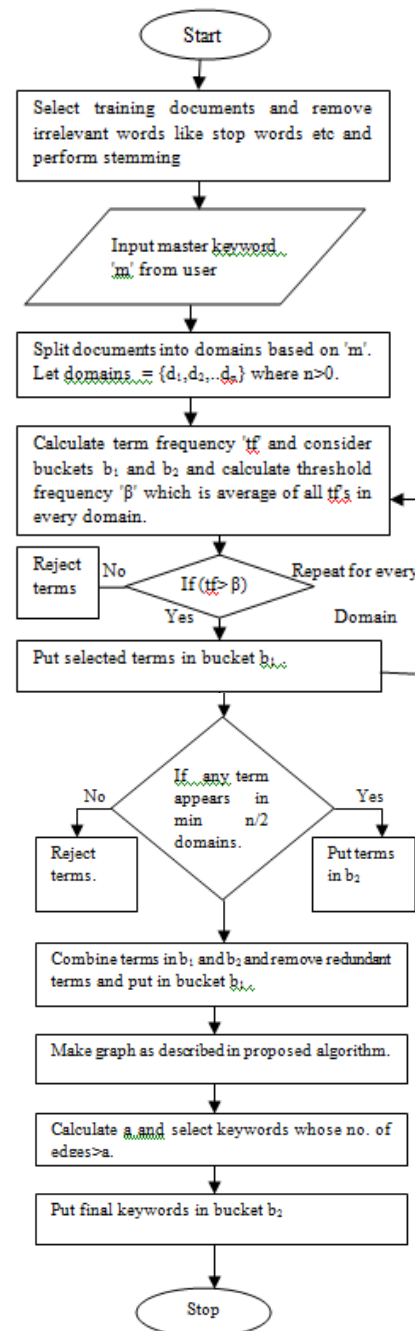 Start
Select training documents and remove
irrelevant words like stop words etc and
perform stemming
Input master keyword
'm' from user
Split documents into domains based on 'm'.
Let domains = {d₁,d₂,..dₙ} where n>0.
Calculate term frequency 'tf' and consider
buckets b₁ and b₂ and calculate threshold
frequency 'β' which is average of all tf's in
every domain.
Reject
terms
No
If (tf> β)
Repeat for every
Yes
Domain
Put selected terms in bucket b₁ .
If any term
appears in
min n/2
domains.
No
Yes
Reject
terms.
Put terms
in b₂
Combine terms in b₁ and b₂ and remove redundant
terms and put in bucket b₁ .
Make graph as described in proposed algorithm.
Calculate a and select keywords whose no. of
edges>a.
Put final keywords in bucket b₂
Stop